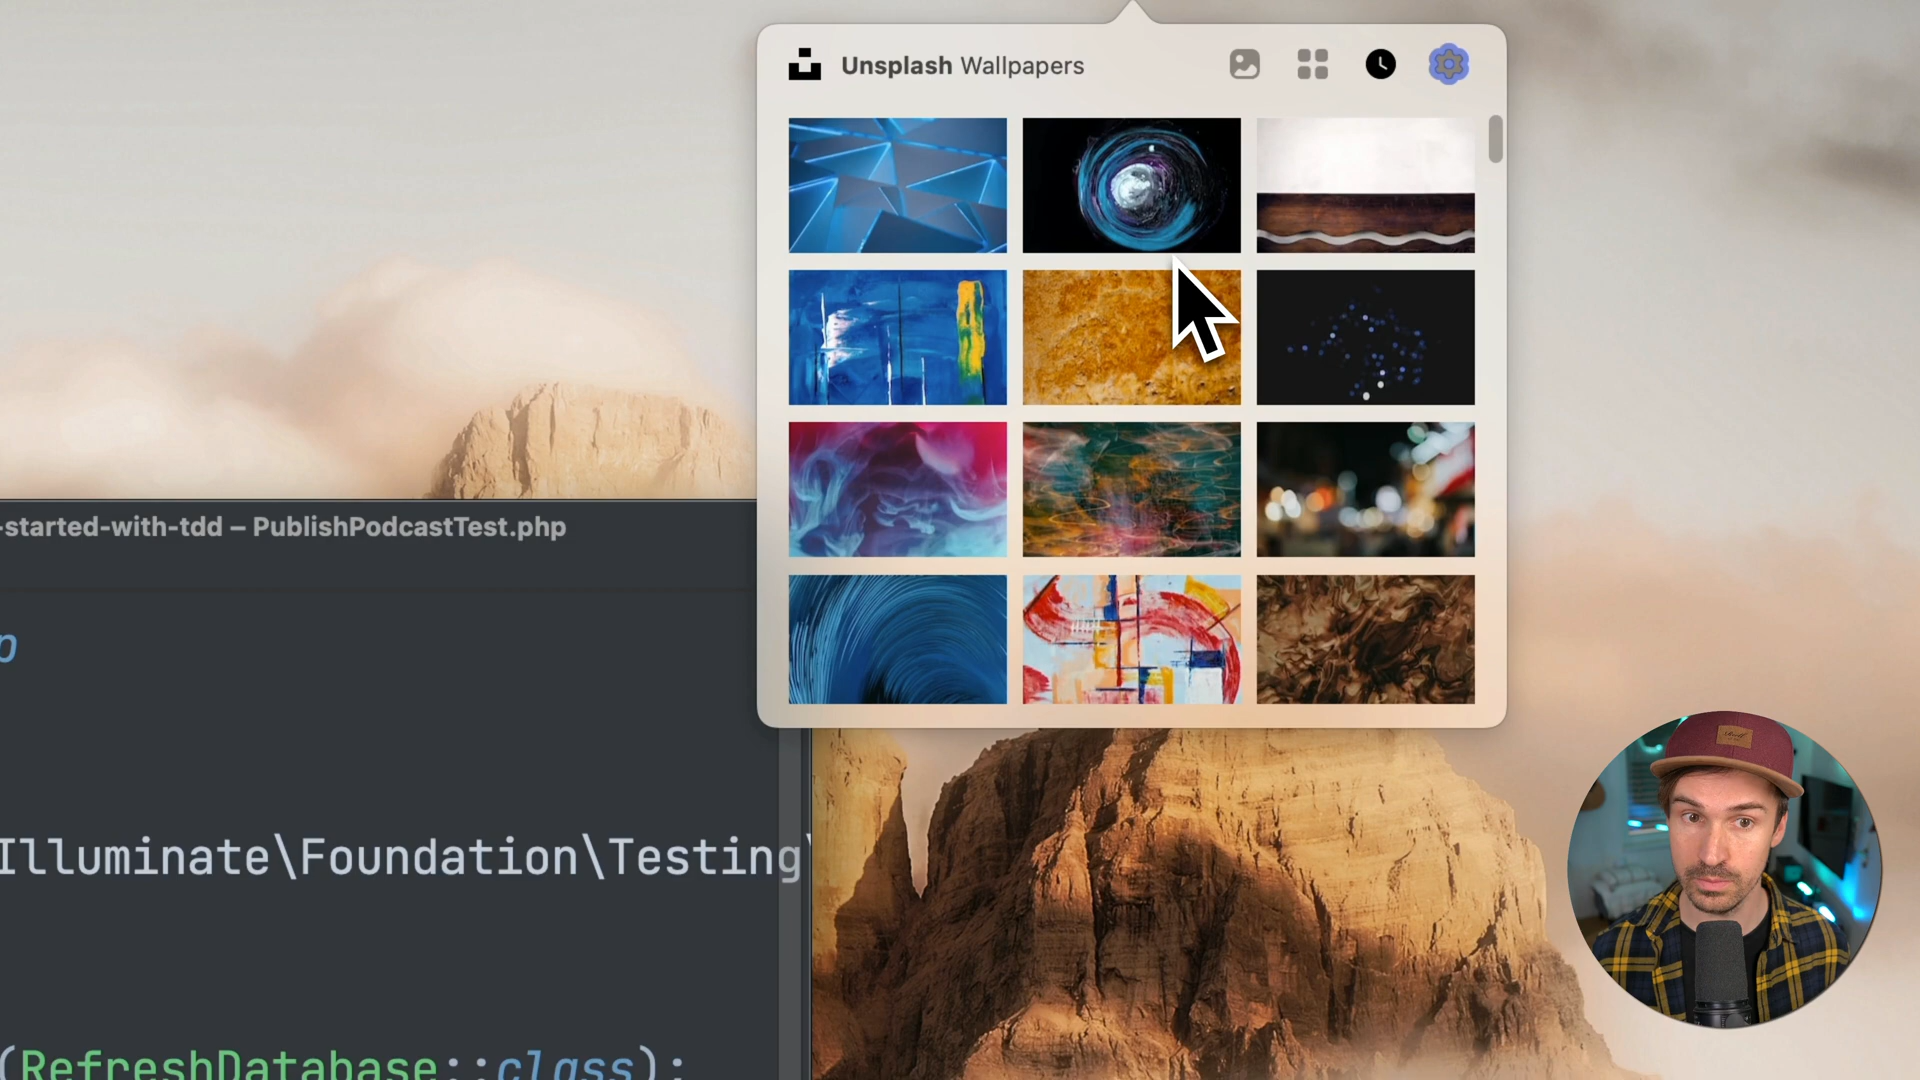 Unsplash Wallpapers
-started-with-tdd – PublishPodcastTest.php
p
Illuminate\Foundation\Testing\
(RefreshDatabase::class);